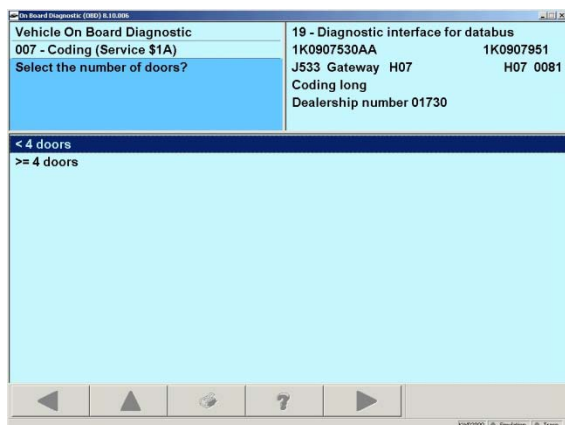 On Board Diagnostic (OBD) 8.10.006
Vehicle On Board Diagnostic
007 - Coding (Service $1A)
Select the number of doors?
19 - Diagnostic interface for databus
1K0907530AA 1K0907951
J533 Gateway H07 H07 0081
Coding long
Dealership number 01730
< 4 doors
>= 4 doors
?
Simulation